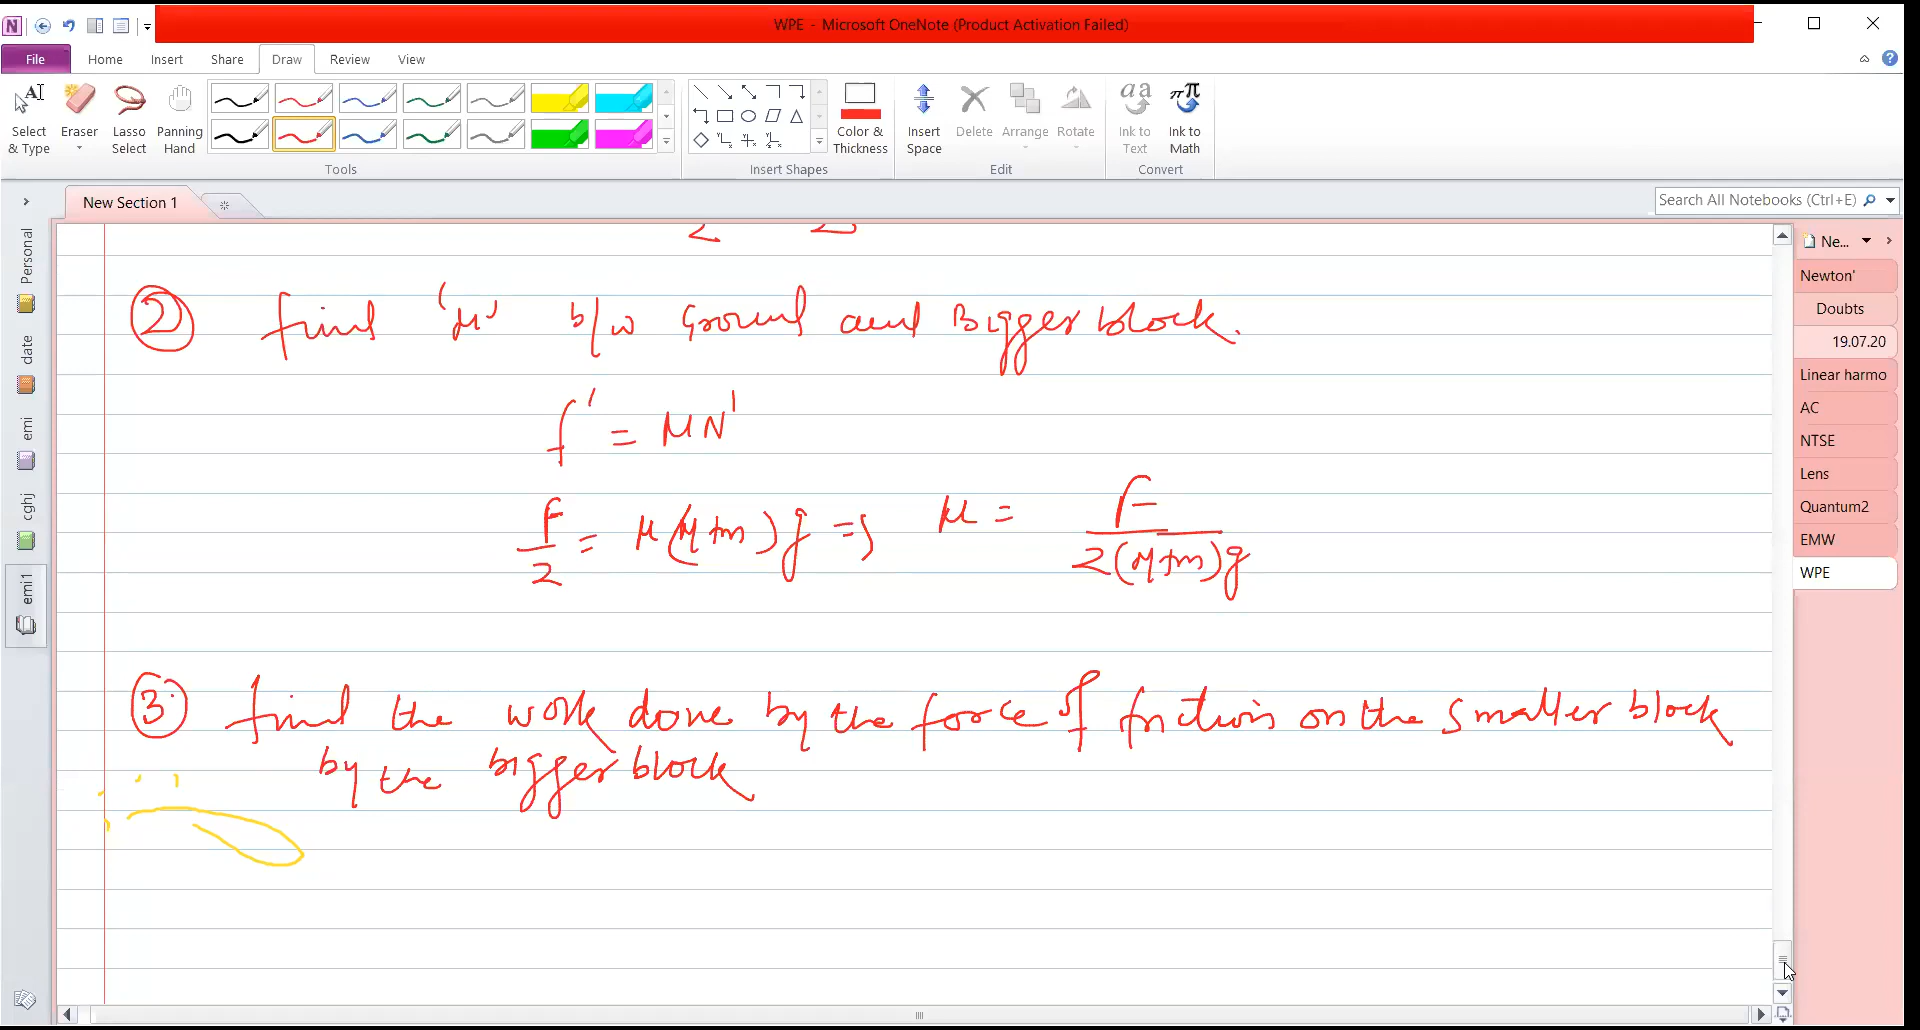 WPE - Microsoft OneNote (Product Activation Failed)
File Home Insert Share Draw Review View
Select & Type
Eraser
Lasso Select
Panning Hand
Color & Thickness
Insert Space
Delete
Arrange
Rotate
Ink to Text
Ink to Math
Tools
Insert Shapes
Edit
Convert
New Section 1
Search All Notebooks (Ctrl+E)
Personal
date
emi
cghj
emi1
Ne...
Newton'
Doubts
19.07.20
Linear harmo
AC
NTSE
Lens
Quantum2
EMW
WPE
② find 'μ' b/w Ground and Bigger block.
f' = μN'
F/2 = μ(M+m)g ⇒ μ = F/2(M+m)g
③ find the work done by the force of friction on the smaller block
by the bigger block